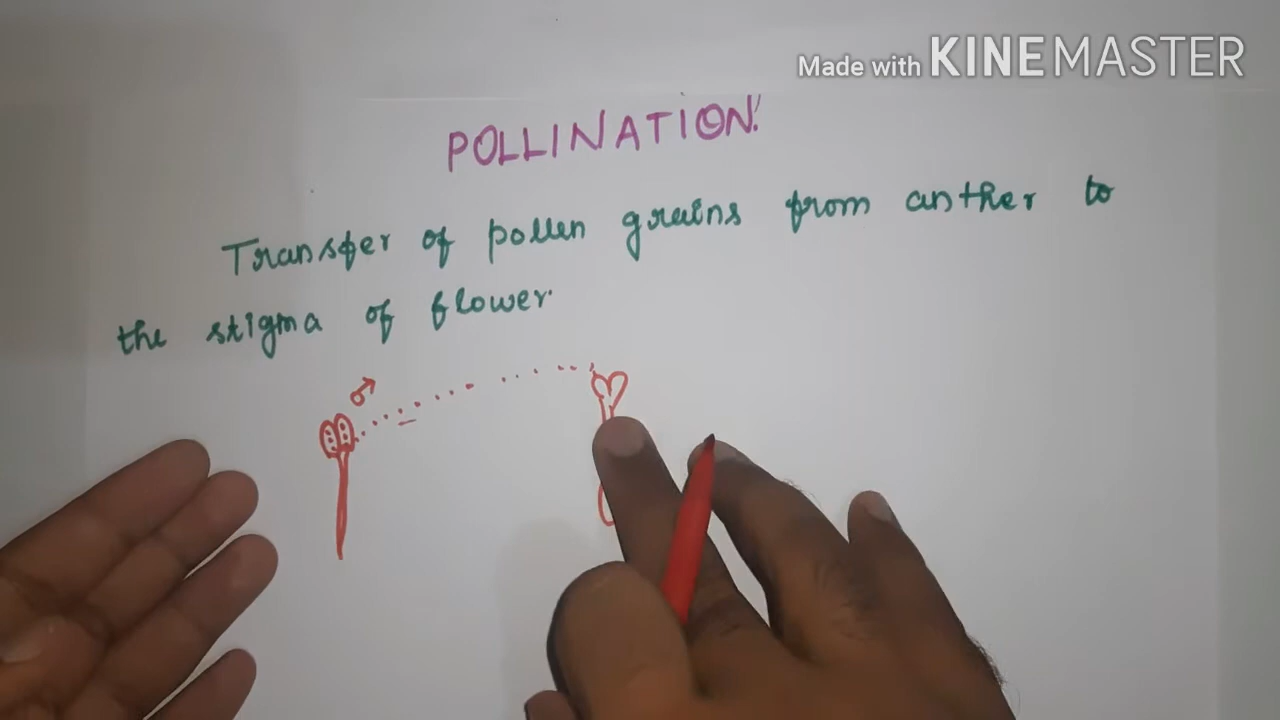 Made with KINEMASTER
POLLINATION!
Transfer of pollen grains from anther to
the stigma of flower.